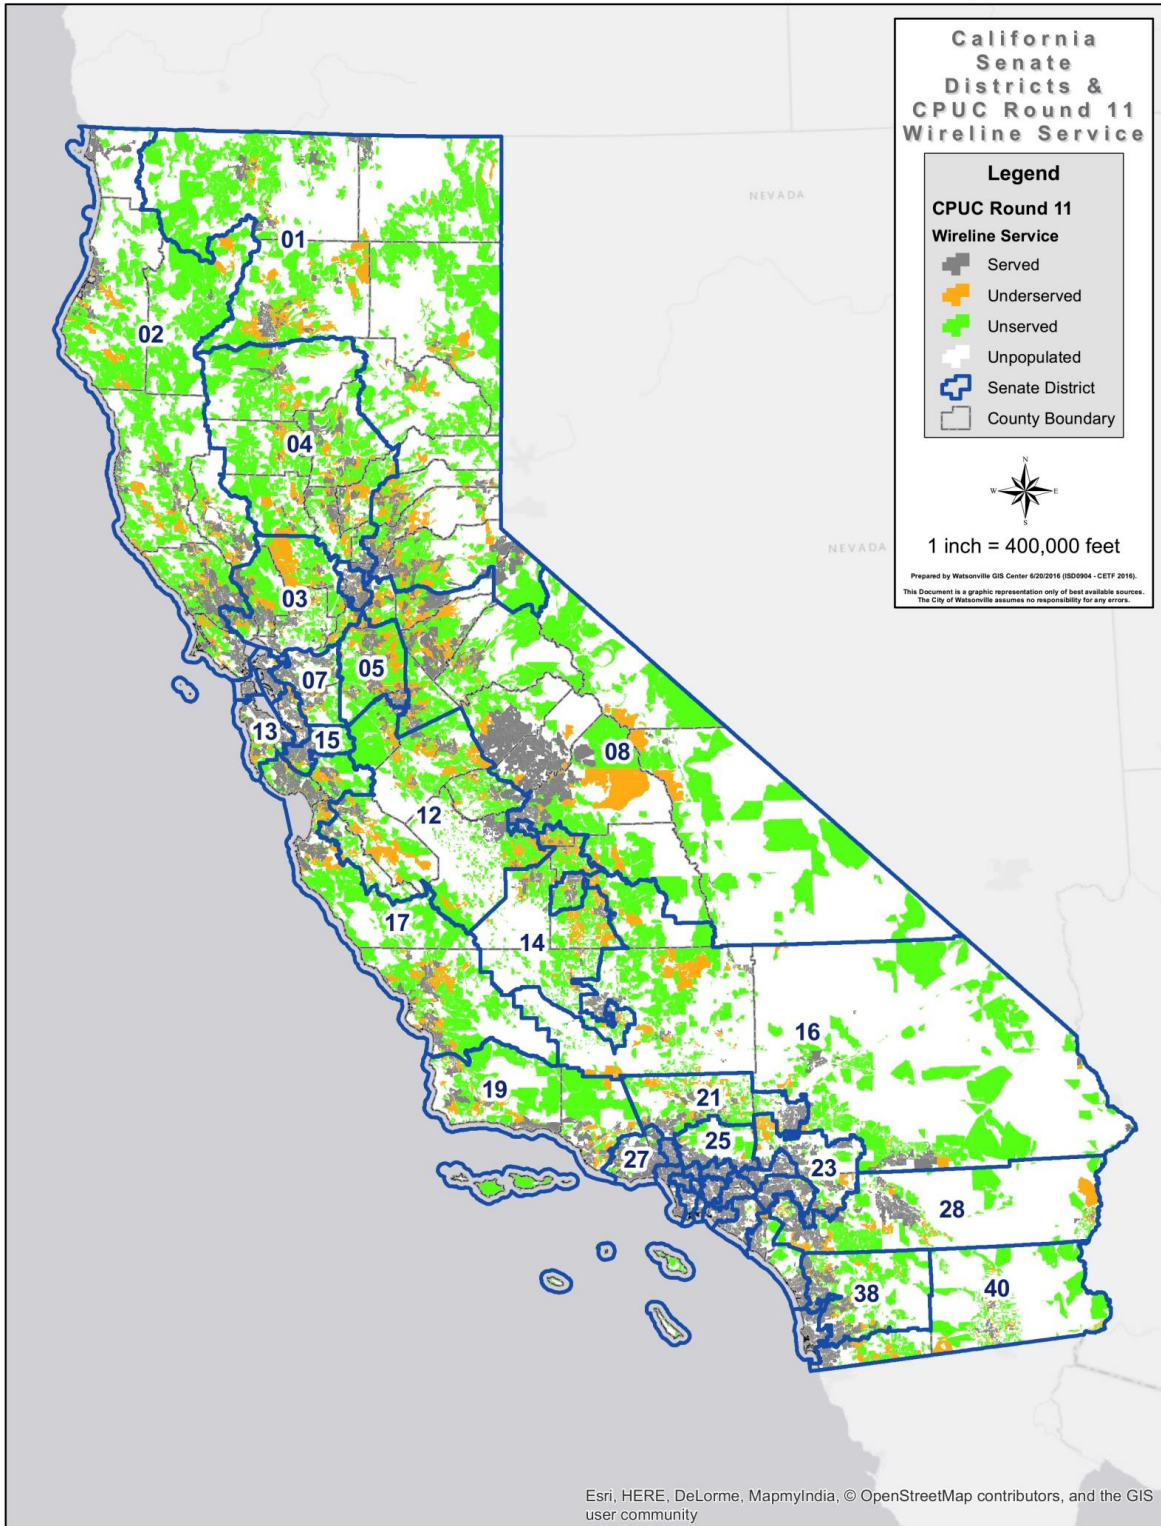 California
Senate
Districts &
CPUC Round 11
Wireline Service
Legend
CPUC Round 11
Wireline Service
Served
Underserved
Unserved
Unpopulated
Senate District
County Boundary
N
W E
S
1 inch = 400,000 feet
Prepared by Watsonville GIS Center 6/20/2016 (ISD0904 - CETF 2016).
This Document is a graphic representation only of best available sources.
The City of Watsonville assumes no responsibility for any errors.
NEVADA
01
02
04
NEVADA
03
05
07
13
15
08
12
17
14
16
19
21
25
27
23
28
38
40
Esri, HERE, DeLorme, MapmyIndia, © OpenStreetMap contributors, and the GIS
user community